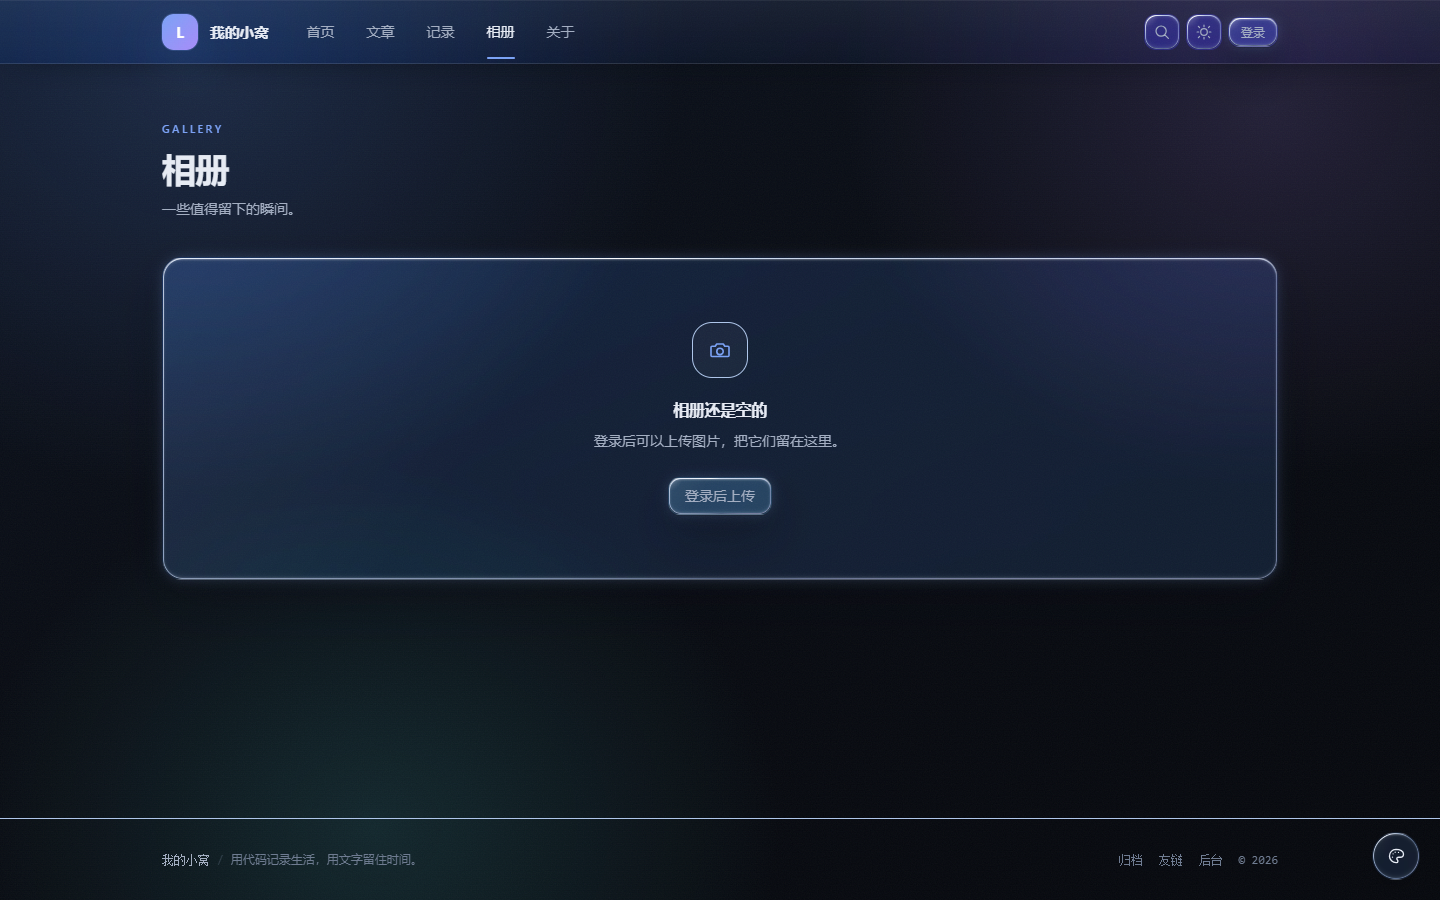 L 我的小窝 首页 文章 记录 相册 关于 登录
GALLERY
相册
一些值得留下的瞬间。
相册还是空的
登录后可以上传图片，把它们留在这里。
登录后上传
我的小窝 / 用代码记录生活，用文字留住时间。 归档 友链 后台 © 2026